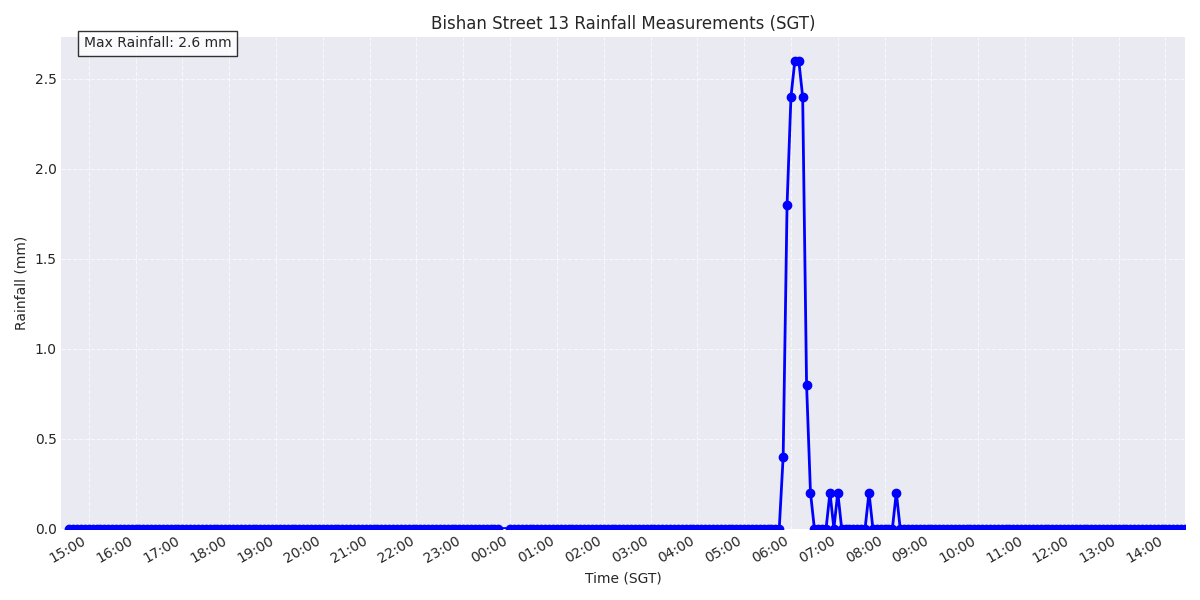 Bishan Street 13 Rainfall Measurements (SGT)
Max Rainfall: 2.6 mm
Rainfall (mm)
2.5
2.0
1.5
1.0
0.5
0.0
15:00 16:00 17:00 18:00 19:00 20:00 21:00 22:00 23:00 00:00 01:00 02:00 03:00 04:00 05:00 06:00 07:00 08:00 09:00 10:00 11:00 12:00 13:00 14:00
Time (SGT)